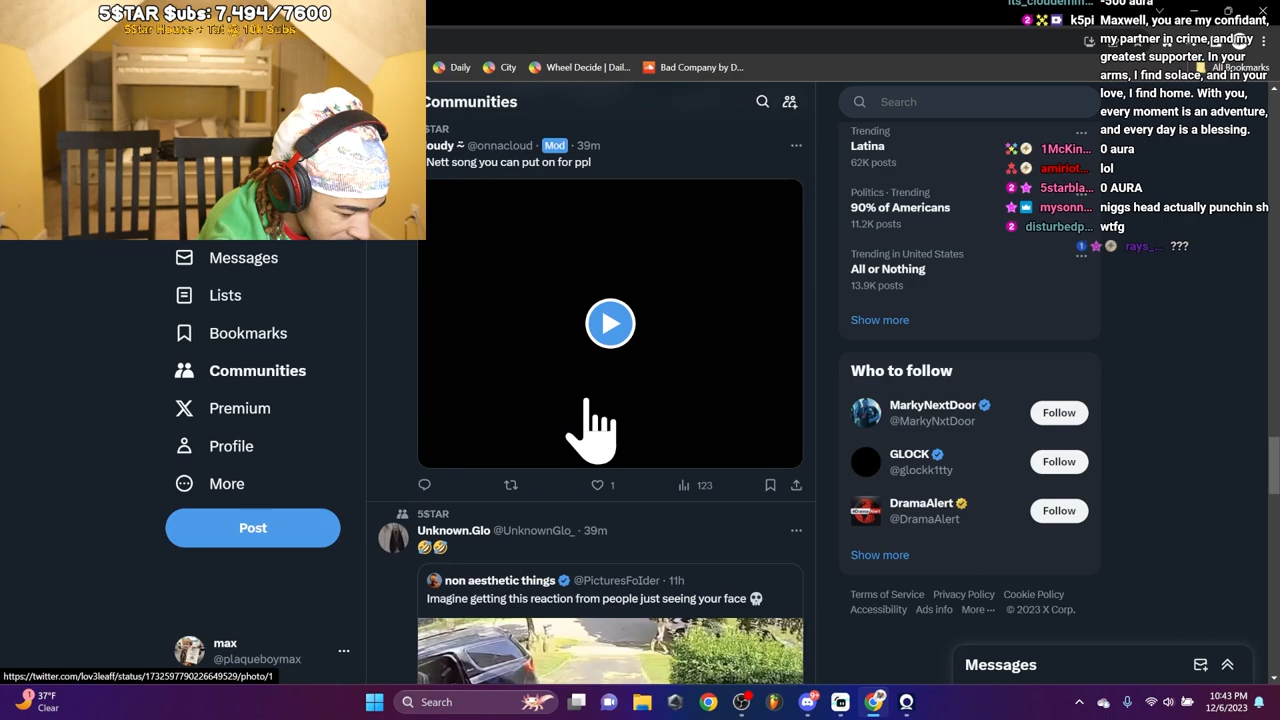 5$TAR $ubs: 7,494/7600
Daily
City
Wheel Decide | Dail...
Bad Company by D...
All Bookmarks
-500 aura
k5pi Maxwell, you are my confidant,
my partner in crime, and my
greatest supporter. In your
arms, I find solace, and in your
love, I find home. With you,
every moment is an adventure,
and every day is a blessing.
1McKin... 0 aura
amiriot... lol
5starbla... 0 AURA
mysonn... niggs head actually punchin sh
disturbedp... wtfg
rays_... ???
Communities
$TAR
oudy ~ @onnacloud · Mod · 39m
Nett song you can put on for ppl
1
123
5$TAR
Unknown.Glo @UnknownGlo_ · 39m
🤣🤣
non aesthetic things @PicturesFoIder · 11h
Imagine getting this reaction from people just seeing your face 💀
Messages
Lists
Bookmarks
Communities
Premium
Profile
More
Post
max
@plaqueboymax
Search
Trending
Latina
62K posts
Politics · Trending
90% of Americans
11.2K posts
Trending in United States
All or Nothing
13.9K posts
Show more
Who to follow
MarkyNextDoor
@MarkyNxtDoor
Follow
GLOCK
@glockk1tty
Follow
DramaAlert
@DramaAlert
Follow
Show more
Terms of Service Privacy Policy Cookie Policy
Accessibility Ads info More ··· © 2023 X Corp.
Messages
https://twitter.com/lov3leaff/status/1732597790226649529/photo/1
37°F
Clear
Search
10:43 PM
12/6/2023